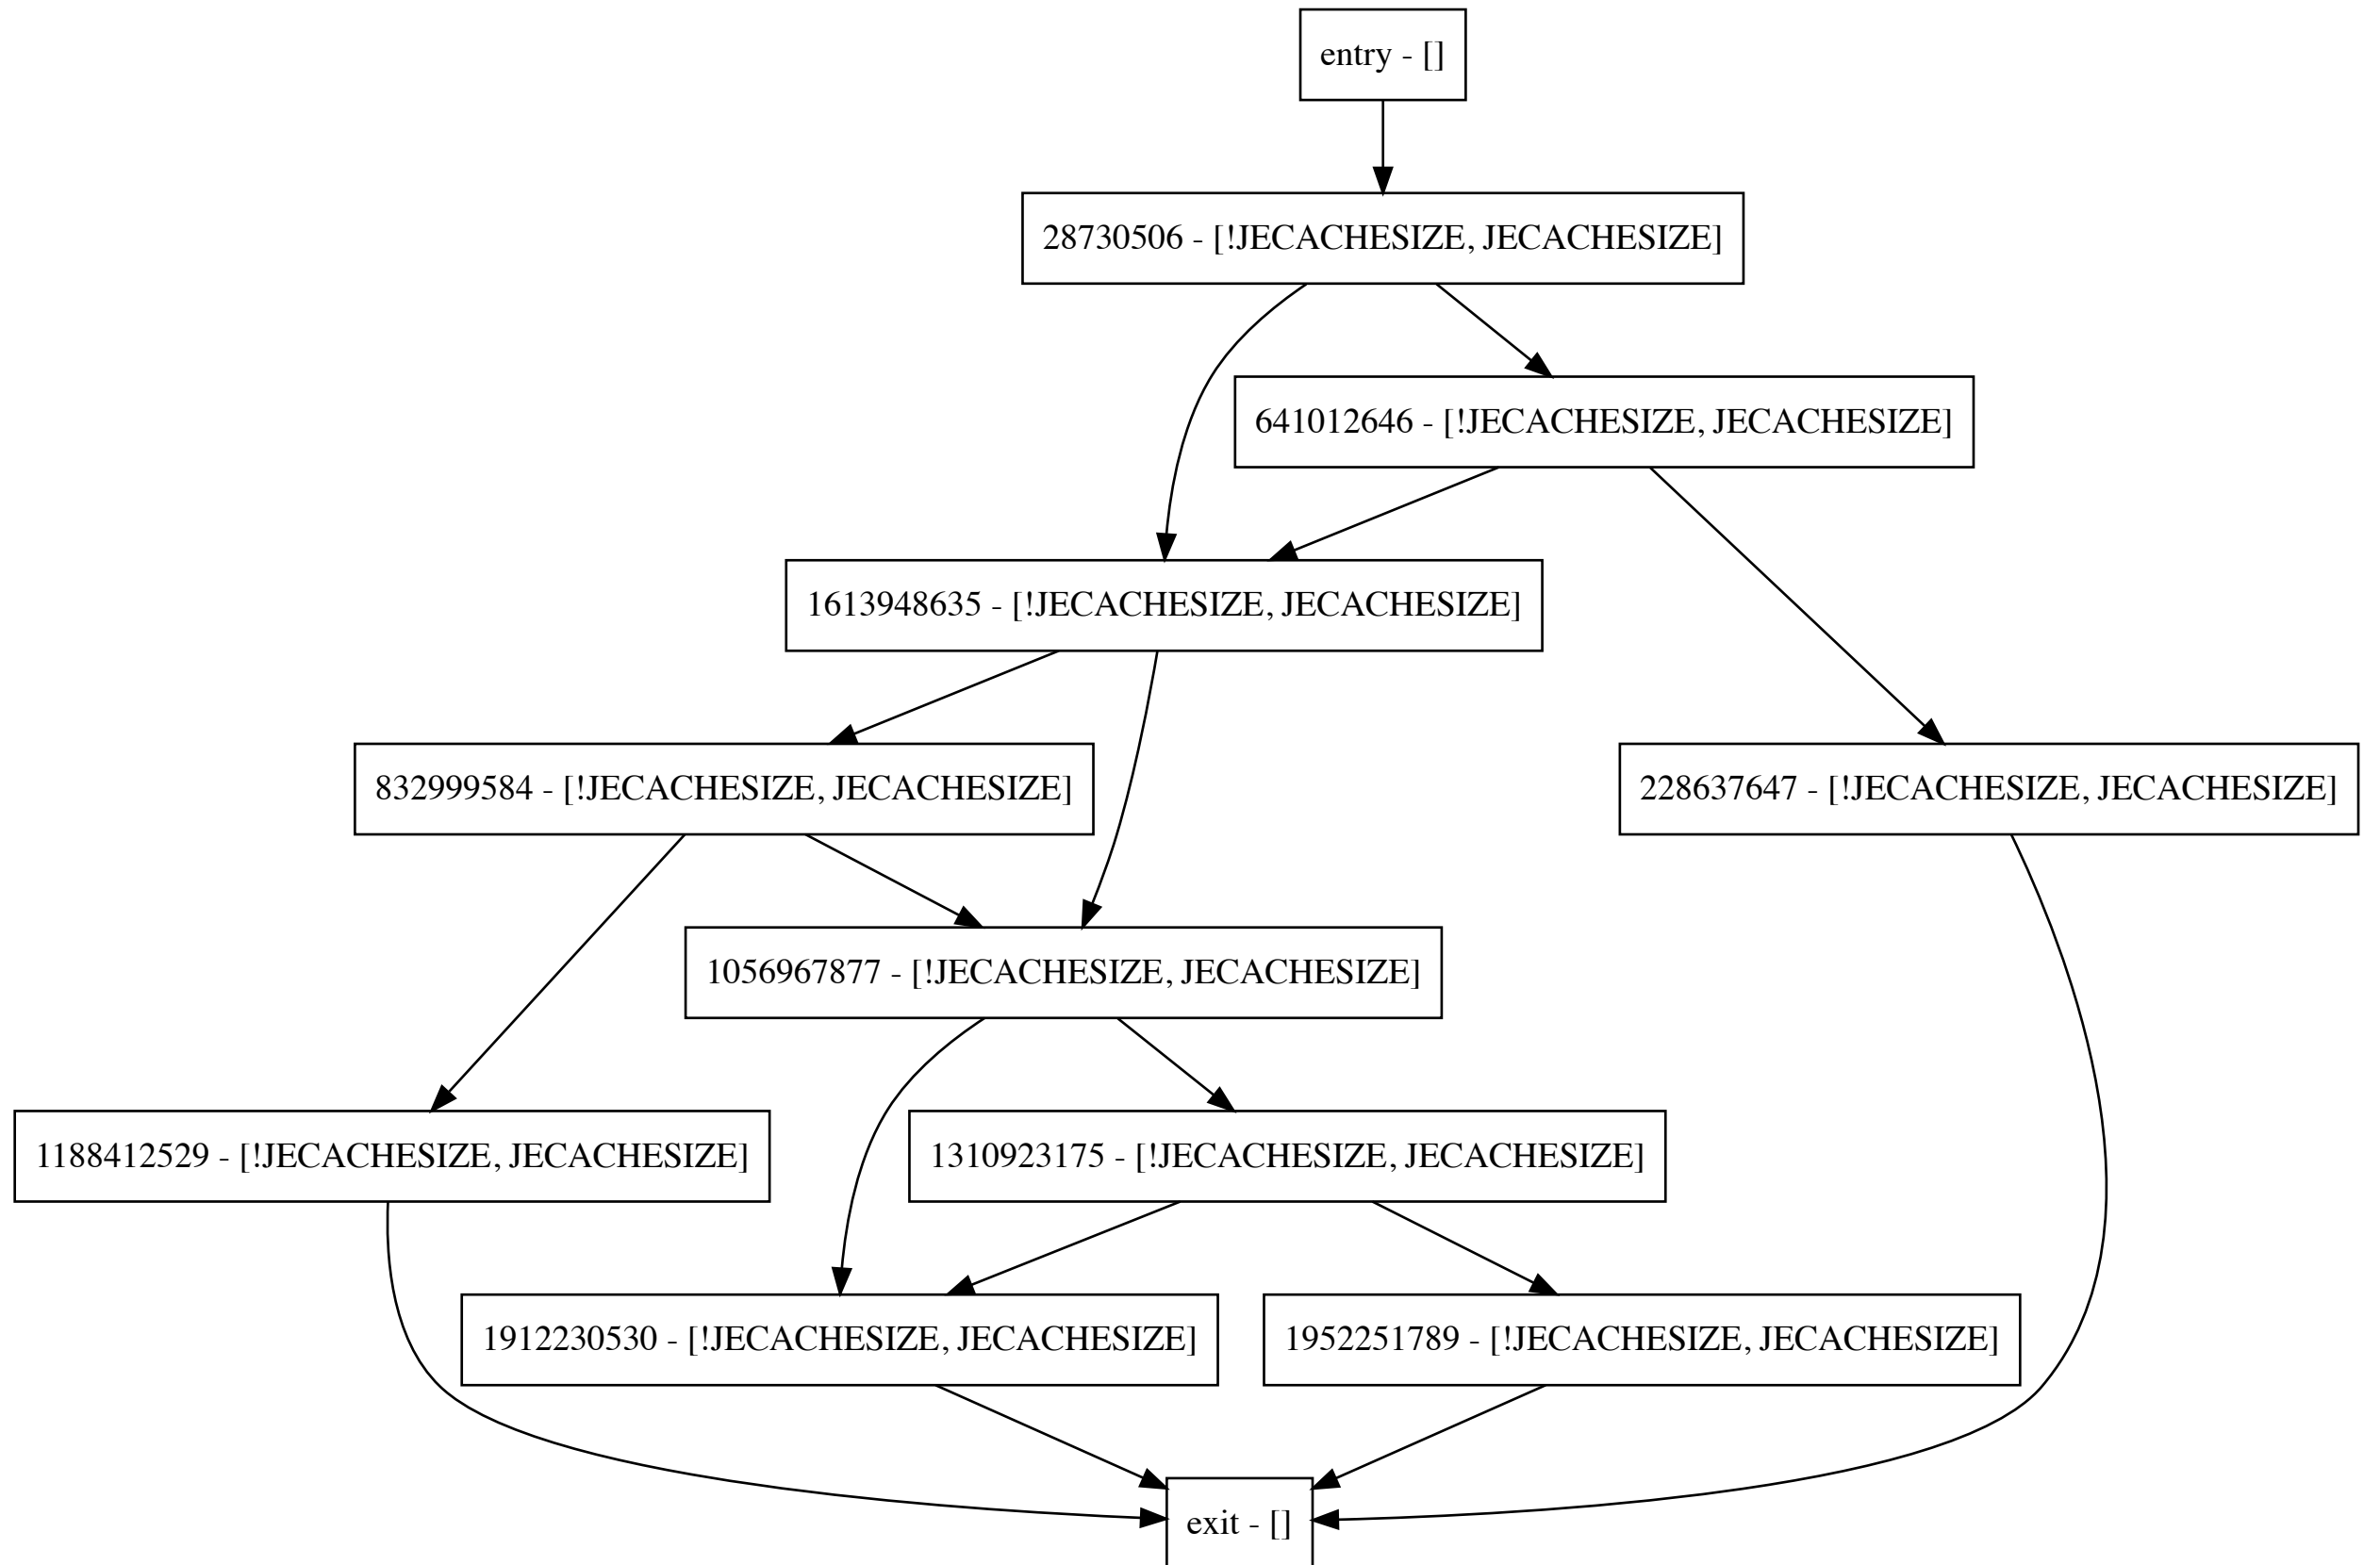 entry - []
28730506 - [!JECACHESIZE, JECACHESIZE]
641012646 - [!JECACHESIZE, JECACHESIZE]
1613948635 - [!JECACHESIZE, JECACHESIZE]
832999584 - [!JECACHESIZE, JECACHESIZE]
228637647 - [!JECACHESIZE, JECACHESIZE]
1056967877 - [!JECACHESIZE, JECACHESIZE]
1188412529 - [!JECACHESIZE, JECACHESIZE]
1310923175 - [!JECACHESIZE, JECACHESIZE]
1912230530 - [!JECACHESIZE, JECACHESIZE]
1952251789 - [!JECACHESIZE, JECACHESIZE]
exit - []